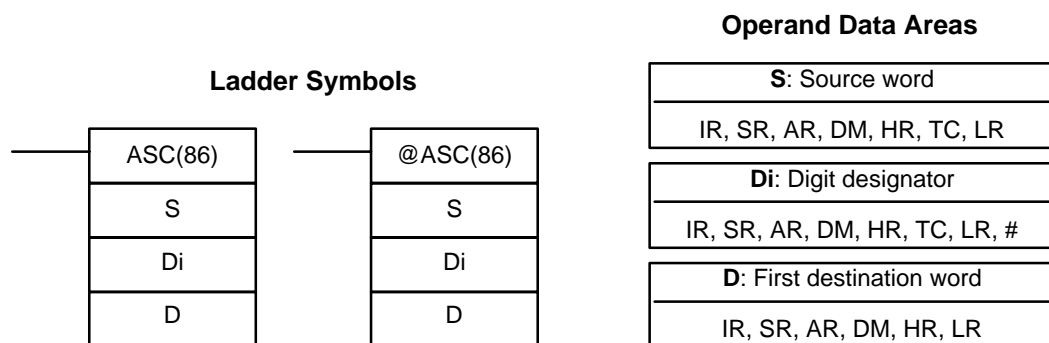 Ladder Symbols
ASC(86)
S
Di
D
@ASC(86)
S
Di
D
Operand Data Areas
S: Source word
IR, SR, AR, DM, HR, TC, LR
Di: Digit designator
IR, SR, AR, DM, HR, TC, LR, #
D: First destination word
IR, SR, AR, DM, HR, LR